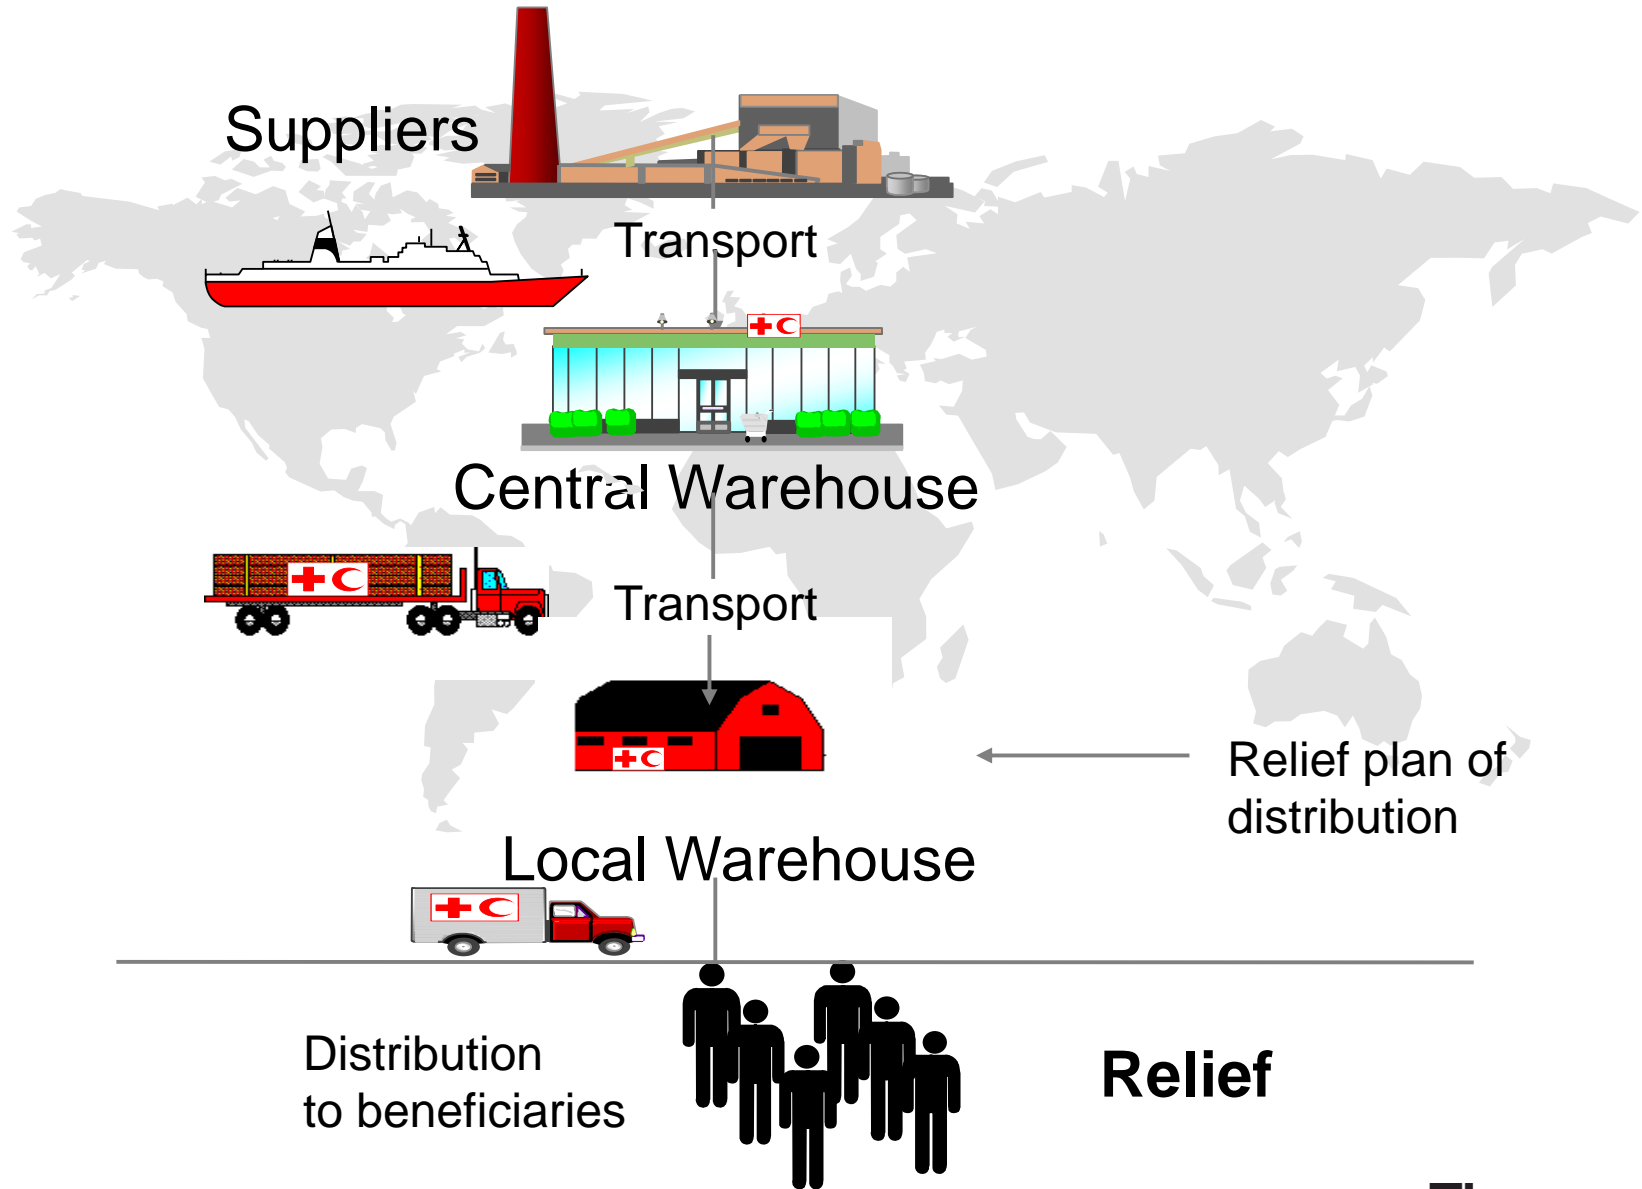 Suppliers
Transport
Central Warehouse
Transport
Relief plan of
distribution
Local Warehouse
Distribution
to beneficiaries
Relief